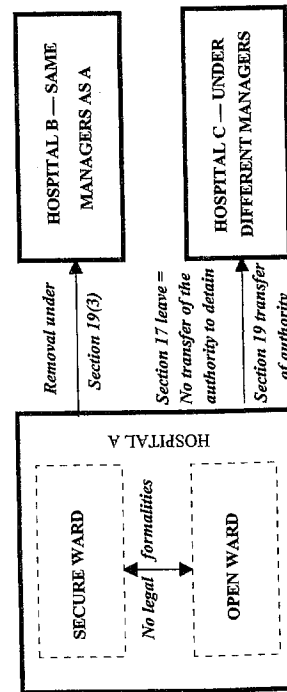 HOSPITAL A
SECURE WARD
No legal formalities
OPEN WARD
Removal under
Section 19(3)
HOSPITAL B — SAME
MANAGERS AS A
Section 17 leave =
No transfer of the
authority to detain
Section 19 transfer
of authority
HOSPITAL C — UNDER
DIFFERENT MANAGERS